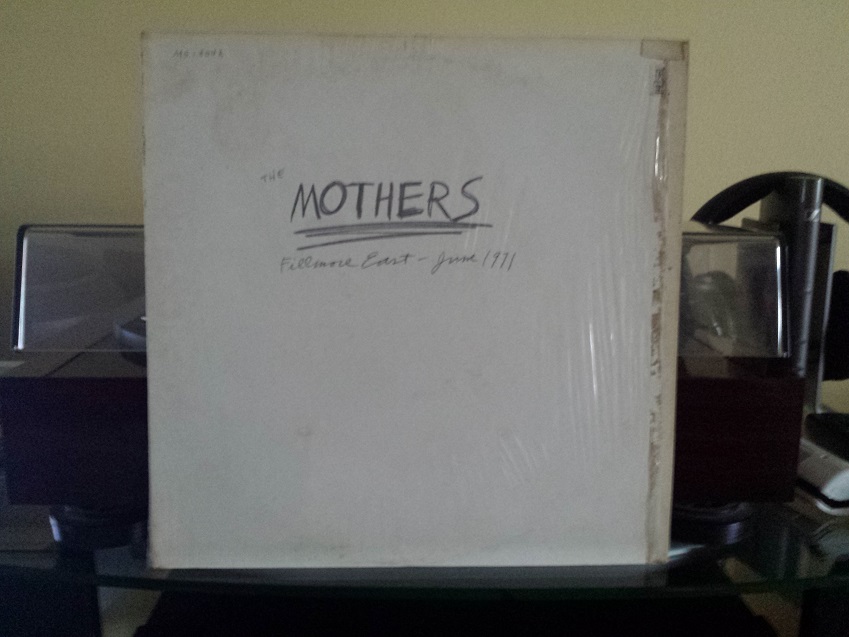 THE
MOTHERS
Fillmore East - June 1971